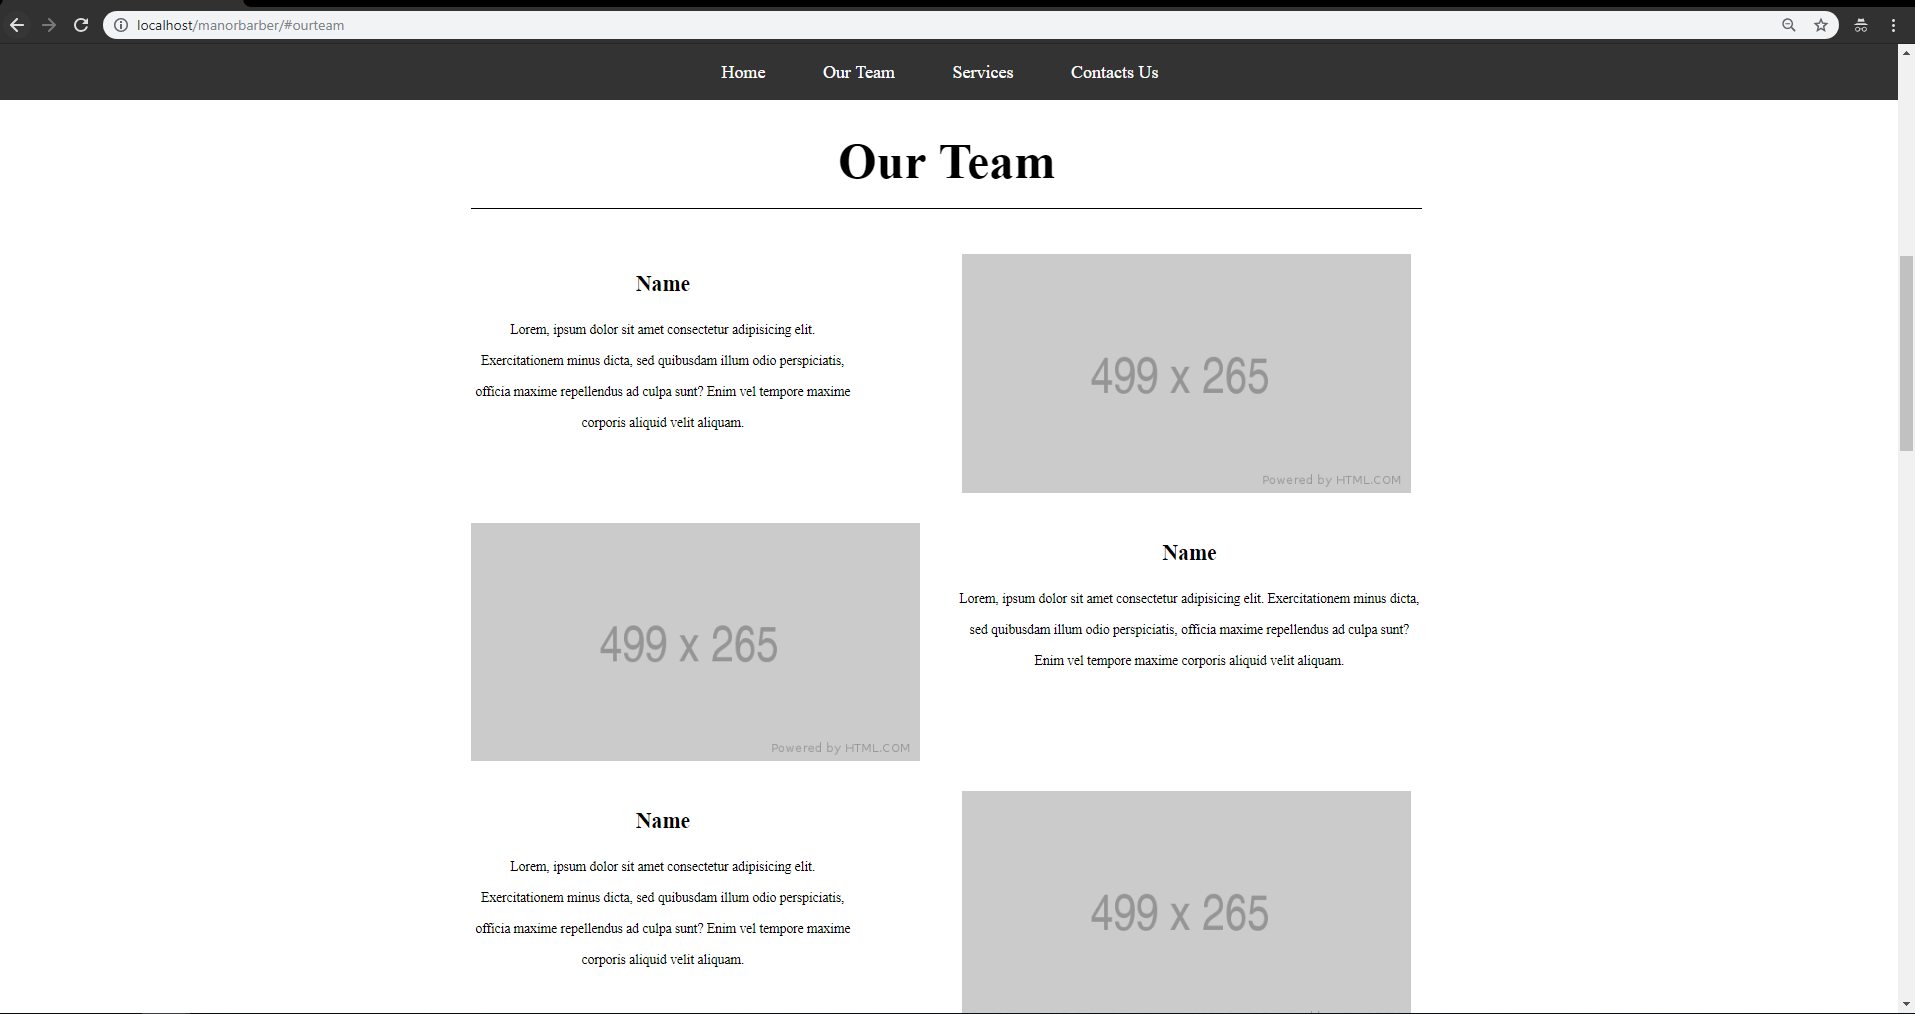 localhost/manorbarber/#ourteam
Home Our Team Services Contacts Us
Our Team
Name
Lorem, ipsum dolor sit amet consectetur adipisicing elit.
Exercitationem minus dicta, sed quibusdam illum odio perspiciatis,
officia maxime repellendus ad culpa sunt? Enim vel tempore maxime
corporis aliquid velit aliquam.
499 x 265
Powered by HTML.COM
499 x 265
Powered by HTML.COM
Name
Lorem, ipsum dolor sit amet consectetur adipisicing elit. Exercitationem minus dicta,
sed quibusdam illum odio perspiciatis, officia maxime repellendus ad culpa sunt?
Enim vel tempore maxime corporis aliquid velit aliquam.
Name
Lorem, ipsum dolor sit amet consectetur adipisicing elit.
Exercitationem minus dicta, sed quibusdam illum odio perspiciatis,
officia maxime repellendus ad culpa sunt? Enim vel tempore maxime
corporis aliquid velit aliquam.
499 x 265